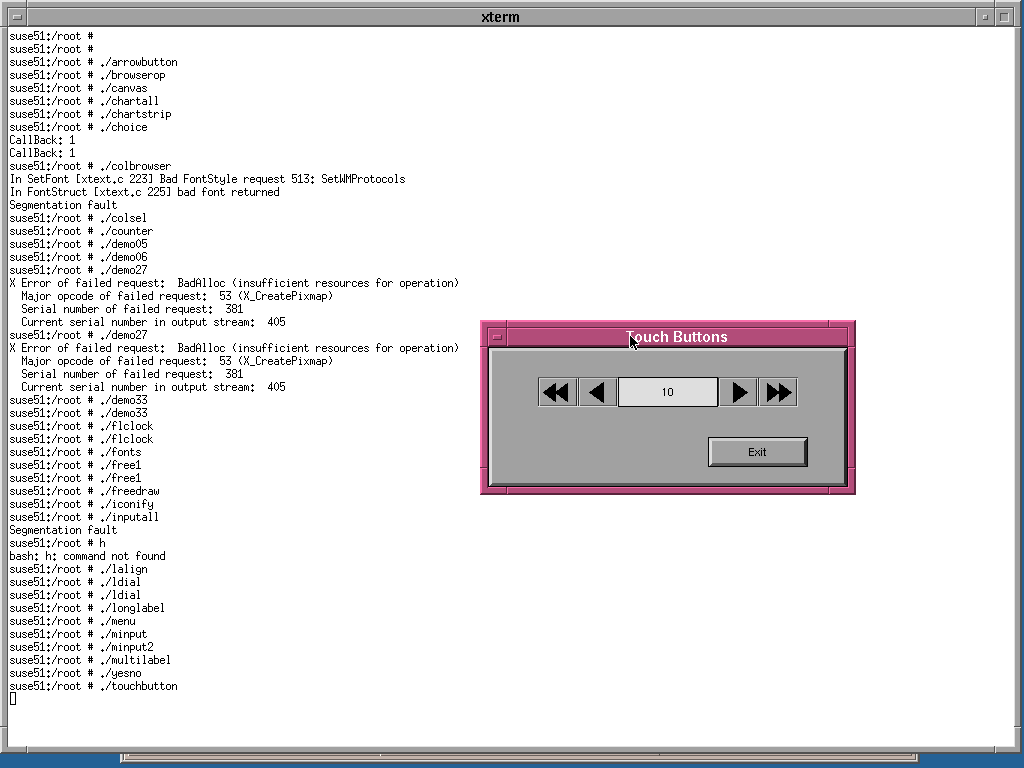 xterm
suse51:/root #
suse51:/root #
suse51:/root # ./arrowbutton
suse51:/root # ./browserop
suse51:/root # ./canvas
suse51:/root # ./chartall
suse51:/root # ./chartstrip
suse51:/root # ./choice
CallBack: 1
CallBack: 1
suse51:/root # ./colbrowser
In SetFont [xtext.c 223] Bad FontStyle request 513: SetWMProtocols
In FontStruct [xtext.c 225] bad font returned
Segmentation fault
suse51:/root # ./colsel
suse51:/root # ./counter
suse51:/root # ./demo05
suse51:/root # ./demo06
suse51:/root # ./demo27
X Error of failed request:  BadAlloc (insufficient resources for operation)
  Major opcode of failed request:  53 (X_CreatePixmap)
  Serial number of failed request:  381
  Current serial number in output stream:  405
suse51:/root # ./demo27
X Error of failed request:  BadAlloc (insufficient resources for operation)
  Major opcode of failed request:  53 (X_CreatePixmap)
  Serial number of failed request:  381
  Current serial number in output stream:  405
suse51:/root # ./demo33
suse51:/root # ./demo33
suse51:/root # ./flclock
suse51:/root # ./flclock
suse51:/root # ./fonts
suse51:/root # ./free1
suse51:/root # ./free1
suse51:/root # ./freedraw
suse51:/root # ./iconify
suse51:/root # ./inputall
Segmentation fault
suse51:/root # h
bash: h: command not found
suse51:/root # ./lalign
suse51:/root # ./ldial
suse51:/root # ./ldial
suse51:/root # ./longlabel
suse51:/root # ./menu
suse51:/root # ./minput
suse51:/root # ./minput2
suse51:/root # ./multilabel
suse51:/root # ./yesno
suse51:/root # ./touchbutton
Touch Buttons
10
Exit